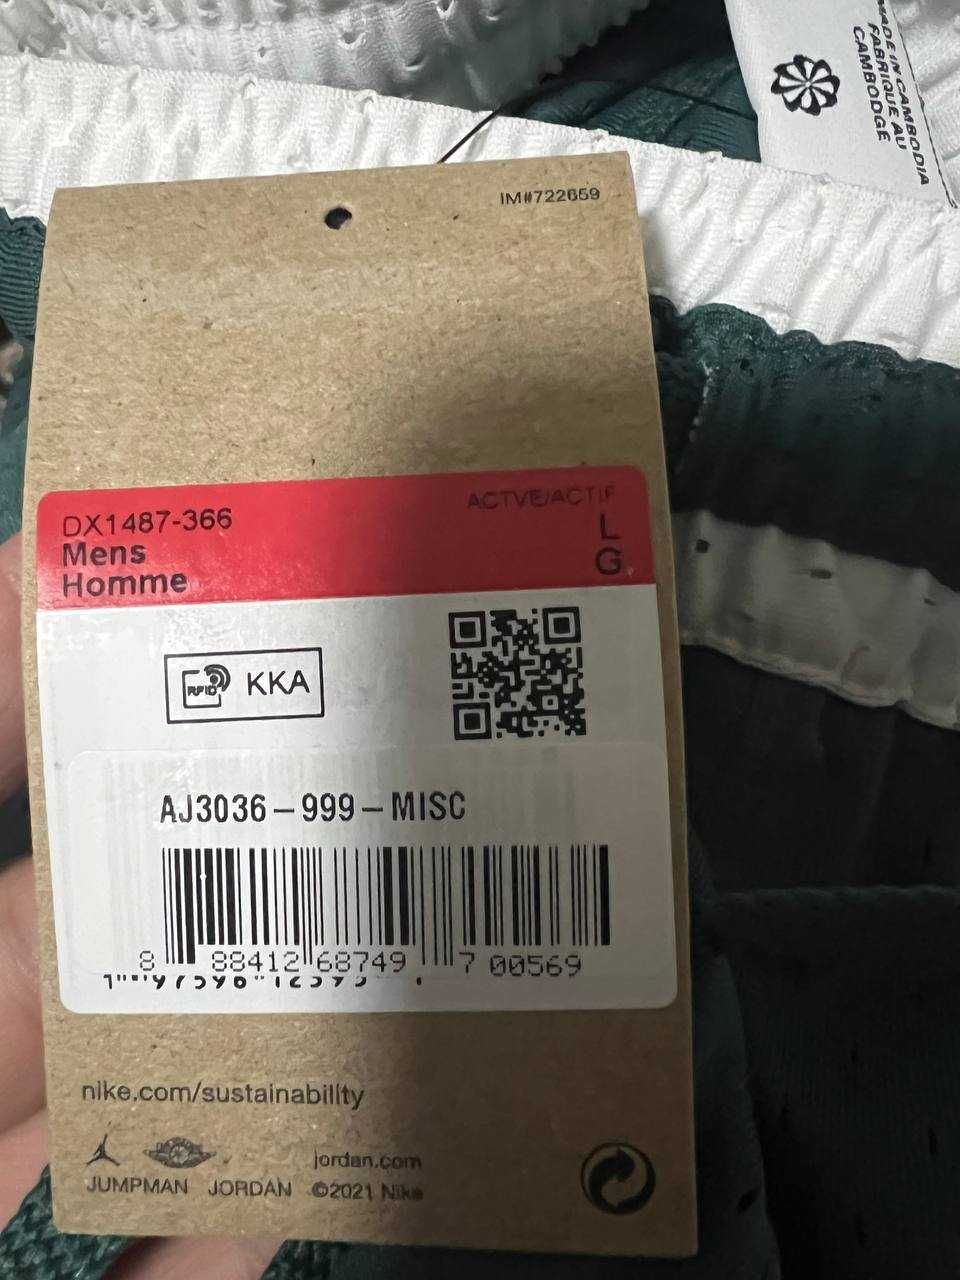 MADE IN CAMBODIA
FABRIQUE AU
CAMBODGE
IM#722659
DX1487-366
ACTVE/ACTIF
Mens
L
Homme
G
RFID
KKA
AJ3036-999-MISC
8 88412 68749 7 00569
nike.com/sustainability
jordan.com
JUMPMAN JORDAN ©2021 Nike